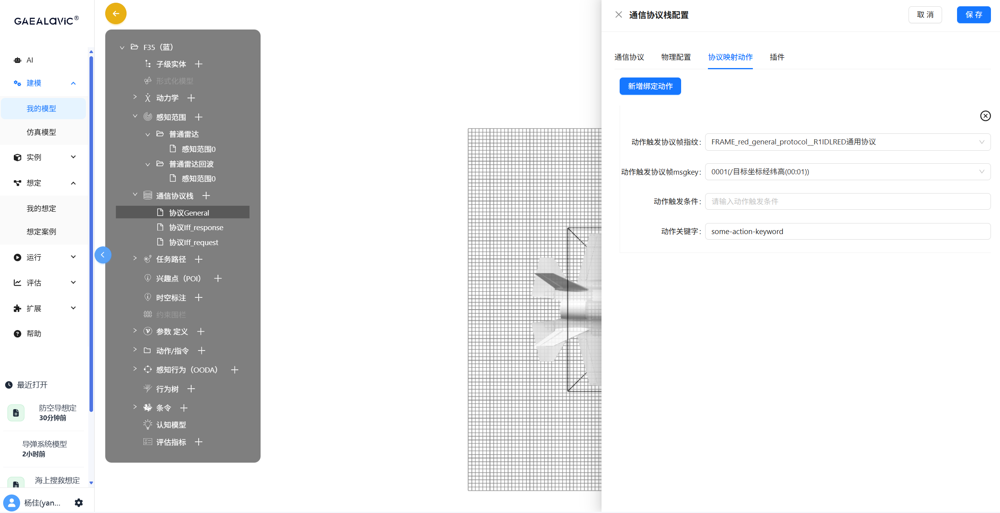 GAEALAVIC®
AI
建模
我的模型
仿真模型
实例
想定
我的想定
想定案例
运行
评估
扩展
帮助
最近打开
防空导想定
30分钟前
导弹系统模型
2小时前
海上搜救想定
杨佳(yan...
F35（蓝）
子级实体
形式化模型
动力学
感知范围
普通雷达
感知范围0
普通雷达回波
感知范围0
通信协议栈
协议General
协议Iff_response
协议Iff_request
任务路径
兴趣点（POI）
时空标注
约束围栏
参数 定义
动作/指令
感知行为（OODA）
行为树
条令
认知模型
评估指标
通信协议栈配置
取 消
保 存
通信协议
物理配置
协议映射动作
插件
新增绑定动作
动作触发协议帧指纹： FRAME_red_general_protocol__R1IDLRED通用协议
动作触发协议帧msgkey： 0001(/目标坐标经纬高(00:01))
动作触发条件： 请输入动作触发条件
动作关键字： some-action-keyword